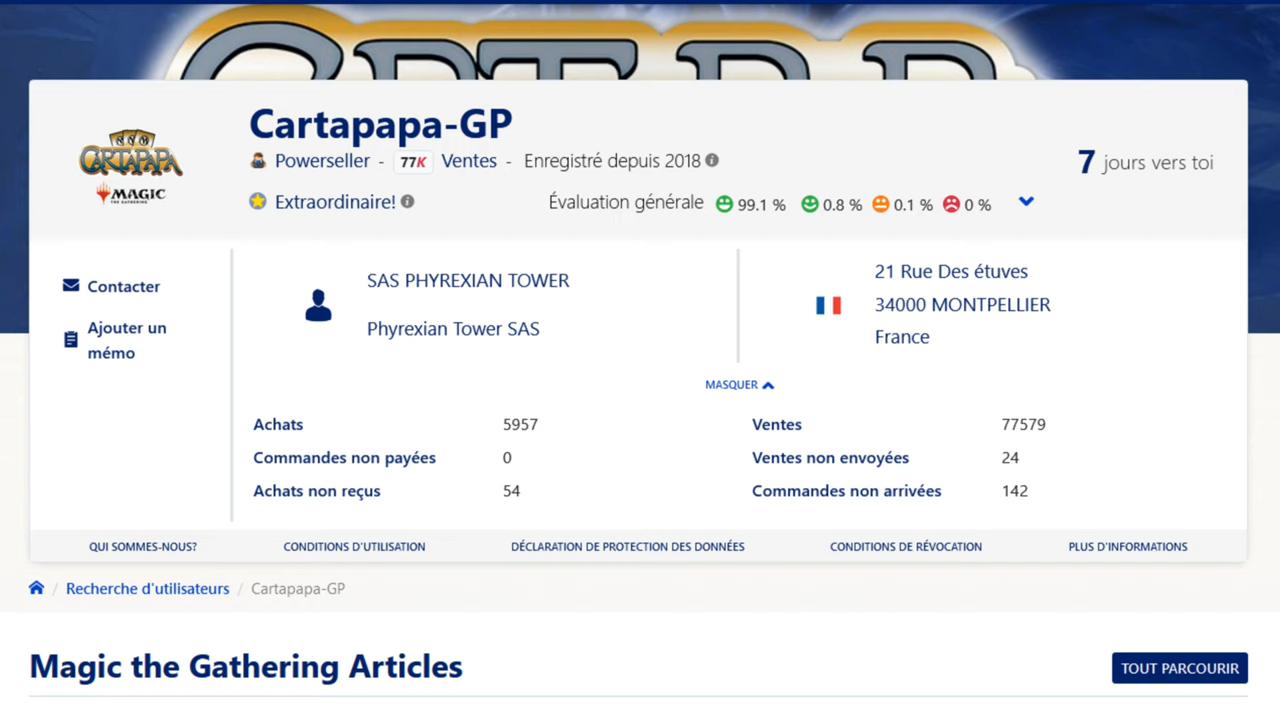 CARTAPAPA
MAGIC
THE GATHERING
Cartapapa-GP
Powerseller - 77K Ventes - Enregistré depuis 2018
7 jours vers toi
Extraordinaire!
Évaluation générale 99.1 % 0.8 % 0.1 % 0 %
Contacter
Ajouter un
mémo
SAS PHYREXIAN TOWER
Phyrexian Tower SAS
21 Rue Des étuves
34000 MONTPELLIER
France
MASQUER
Achats 5957
Ventes 77579
Commandes non payées 0
Ventes non envoyées 24
Achats non reçus 54
Commandes non arrivées 142
QUI SOMMES-NOUS? CONDITIONS D'UTILISATION DÉCLARATION DE PROTECTION DES DONNÉES CONDITIONS DE RÉVOCATION PLUS D'INFORMATIONS
/ Recherche d'utilisateurs / Cartapapa-GP
Magic the Gathering Articles
TOUT PARCOURIR